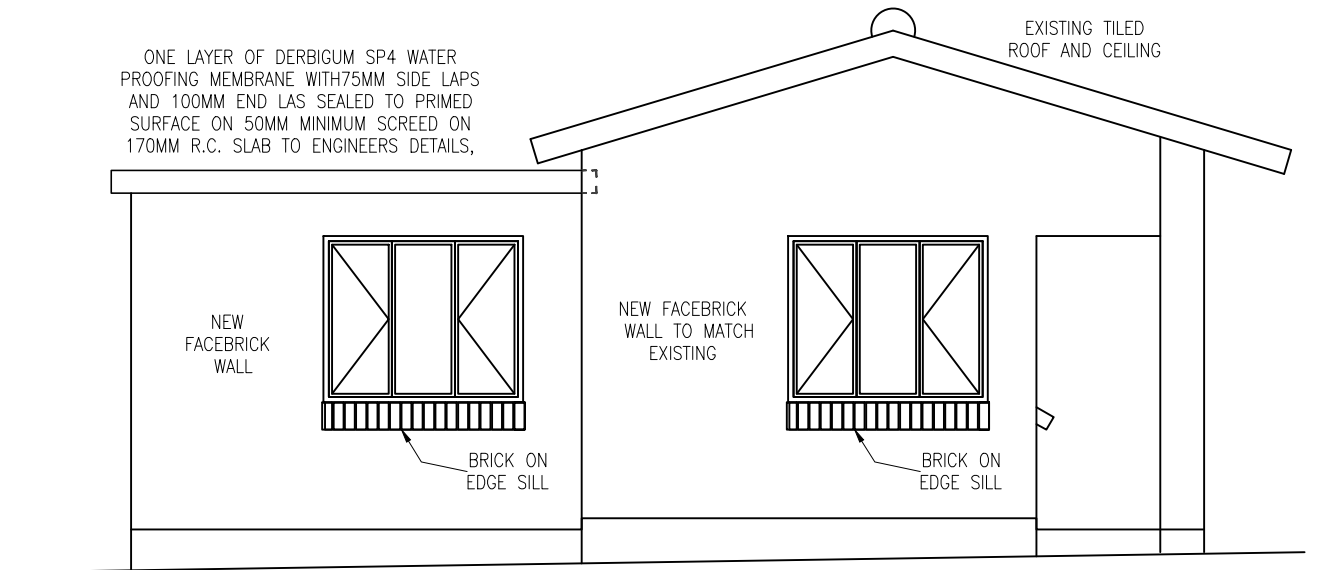 ONE LAYER OF DERBIGUM SP4 WATER
PROOFING MEMBRANE WITH75MM SIDE LAPS
AND 100MM END LAS SEALED TO PRIMED
SURFACE ON 50MM MINIMUM SCREED ON
170MM R.C. SLAB TO ENGINEERS DETAILS,
EXISTING TILED
ROOF AND CEILING
NEW
FACEBRICK
WALL
NEW FACEBRICK
WALL TO MATCH
EXISTING
BRICK ON
EDGE SILL
BRICK ON
EDGE SILL